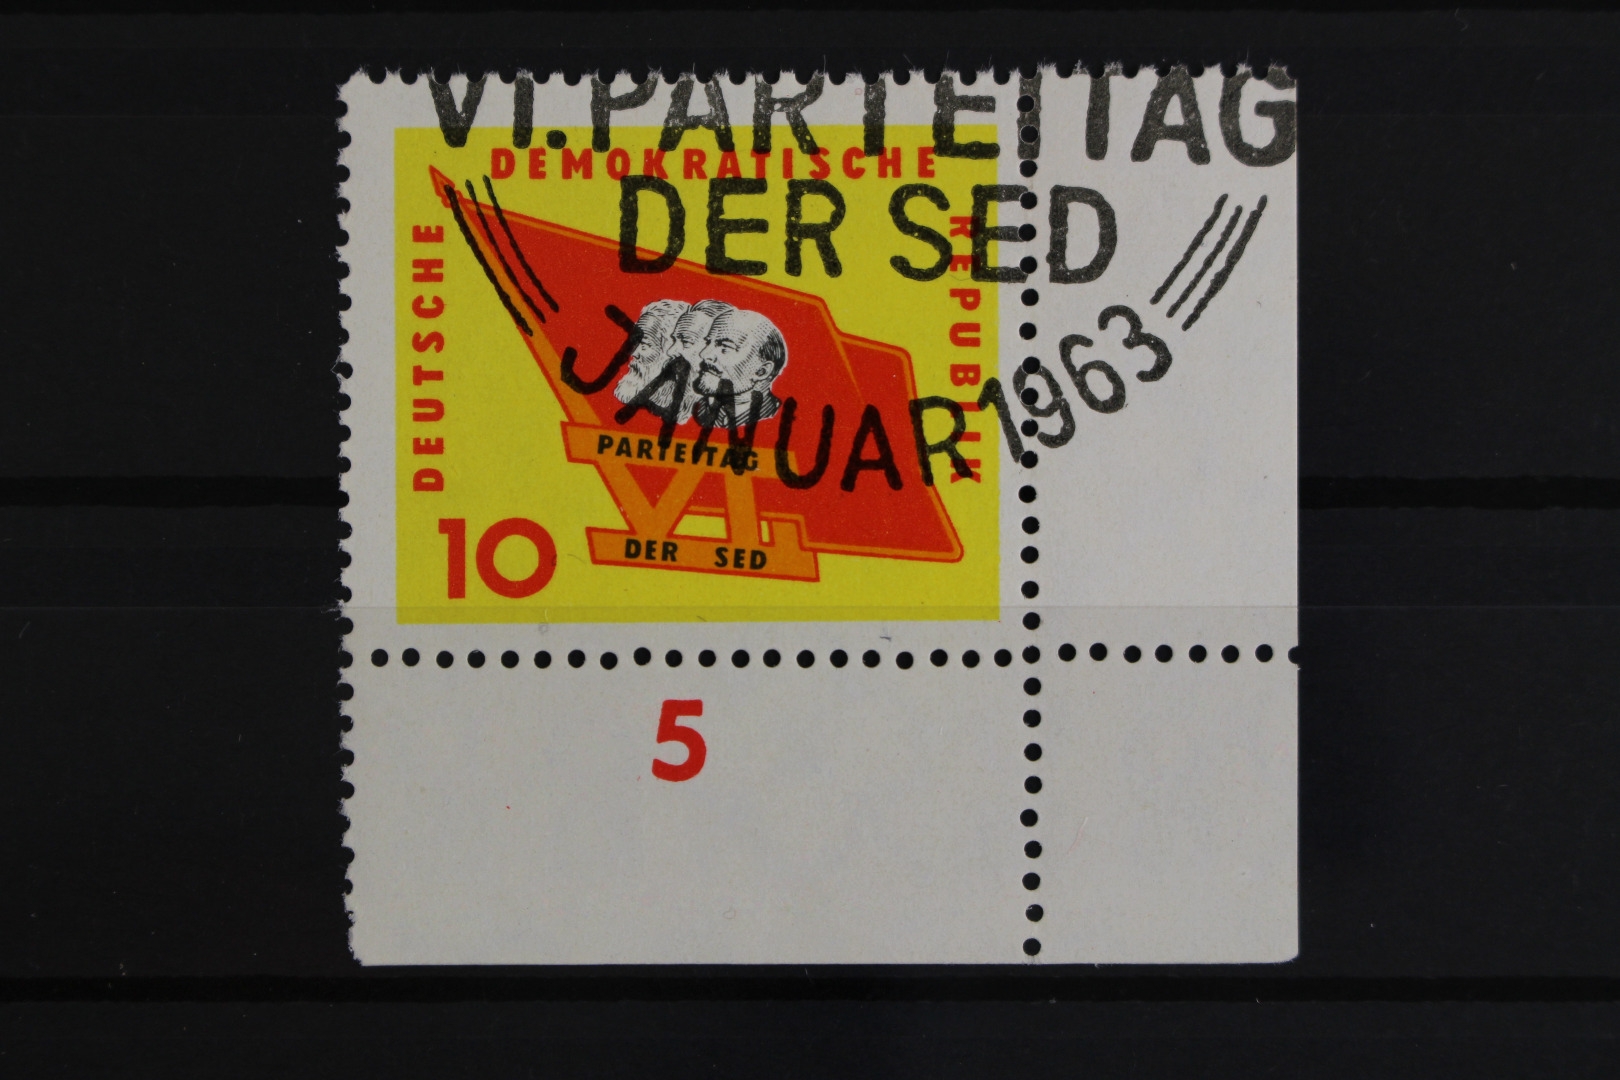 VI. PARTEITAG
DER SED
JANUAR 1963
DEMOKRATISCHE
DEUTSCHE
REPUBLIK
PARTEITAG
VI.
DER SED
10
5